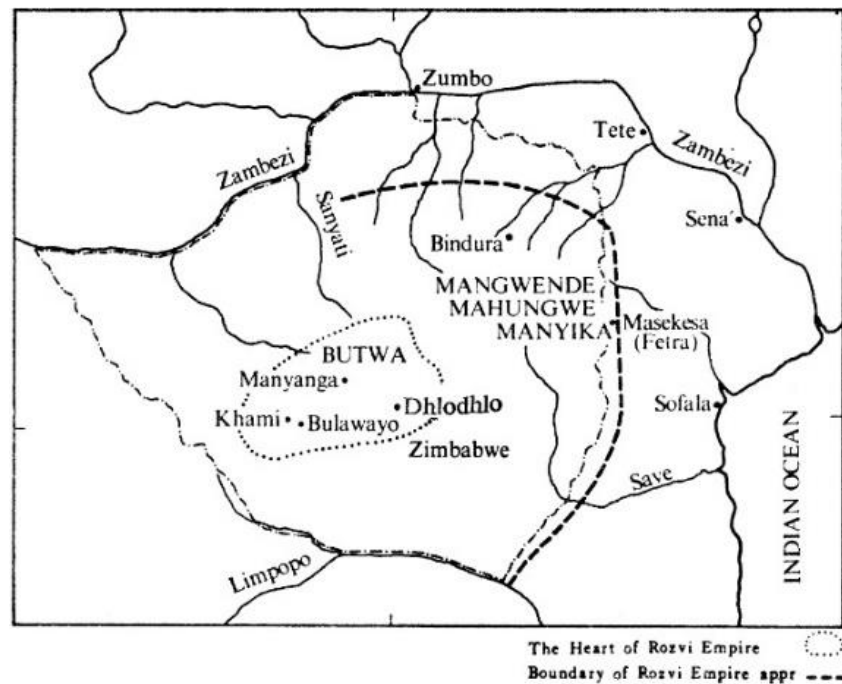 Zumbo
Tete
Zambezi
Zambezi
Sanyati
Sena
Bindura
MANGWENDE
MAHUNGWE
MANYIKA
Masekesa
(Fetra)
BUTWA
Manyanga
Dhlodhlo
Sofala
Khami
Bulawayo
Zimbabwe
Save
INDIAN OCEAN
Limpopo
The Heart of Rozvi Empire
Boundary of Rozvi Empire appr